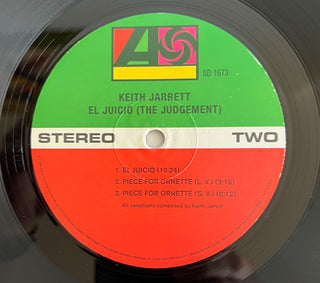 SD 1673
KEITH JARRETT
EL JUICIO (THE JUDGEMENT)
STEREO TWO
1. EL JUICIO (10:24)
2. PIECE FOR ORNETTE (L.V.) (9:16)
3. PIECE FOR ORNETTE (S.V.) (0:12)
All selections composed by Keith Jarrett